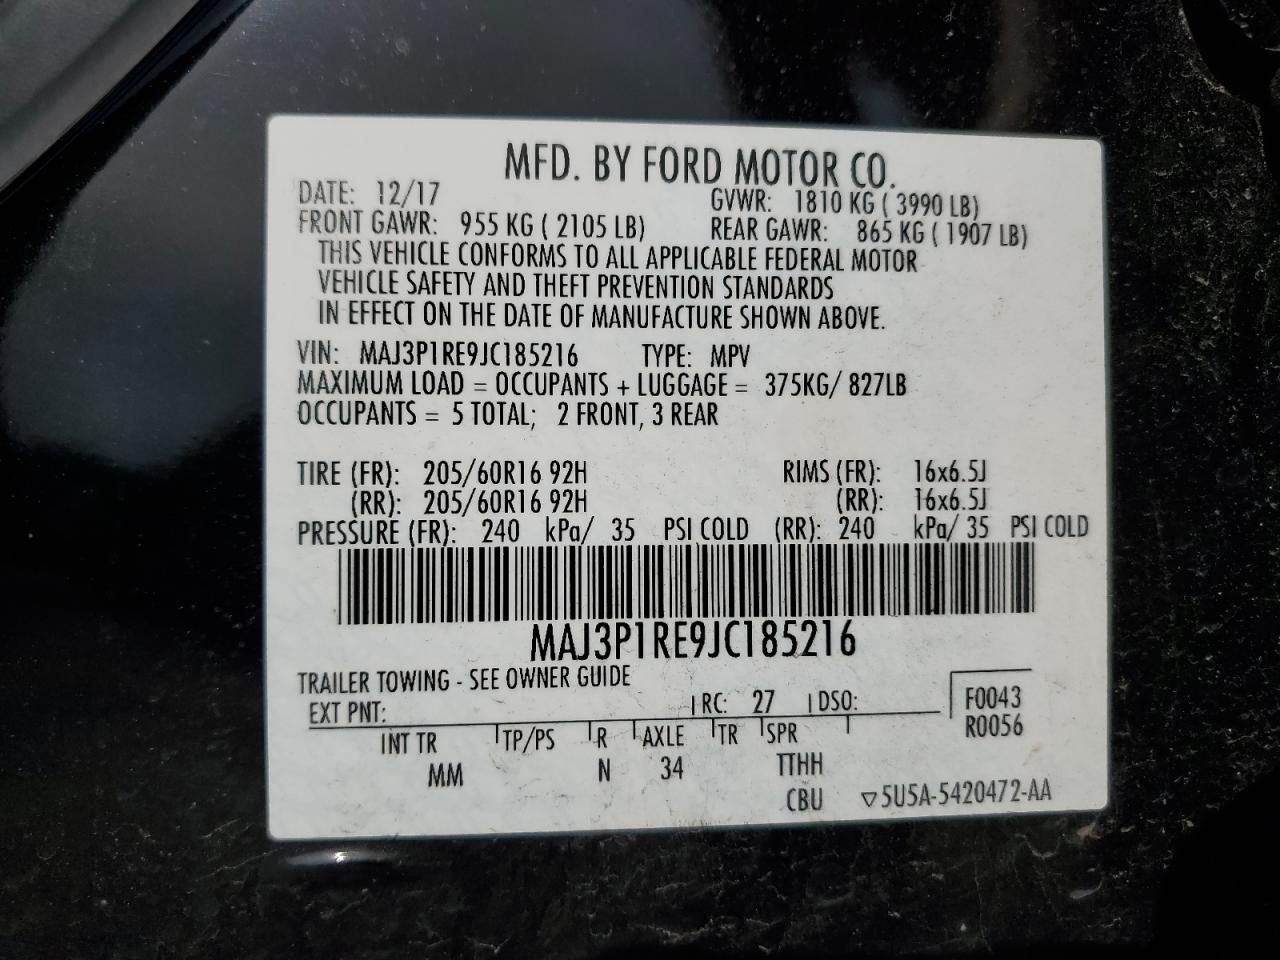 MFD. BY FORD MOTOR CO.
DATE: 12/17 GVWR: 1810 KG ( 3990 LB)
FRONT GAWR: 955 KG ( 2105 LB) REAR GAWR: 865 KG ( 1907 LB)
THIS VEHICLE CONFORMS TO ALL APPLICABLE FEDERAL MOTOR
VEHICLE SAFETY AND THEFT PREVENTION STANDARDS
IN EFFECT ON THE DATE OF MANUFACTURE SHOWN ABOVE.
VIN: MAJ3P1RE9JC185216 TYPE: MPV
MAXIMUM LOAD = OCCUPANTS + LUGGAGE = 375KG/ 827LB
OCCUPANTS = 5 TOTAL; 2 FRONT, 3 REAR
TIRE (FR): 205/60R16 92H RIMS (FR): 16x6.5J
(RR): 205/60R16 92H (RR): 16x6.5J
PRESSURE (FR): 240 kPa/ 35 PSI COLD (RR): 240 kPa/ 35 PSI COLD
MAJ3P1RE9JC185216
TRAILER TOWING - SEE OWNER GUIDE
EXT PNT: RC: 27 DSO: F0043
INT TR TP/PS R AXLE TR SPR R0056
MM N 34 TTHH
CBU ▽5U5A-5420472-AA